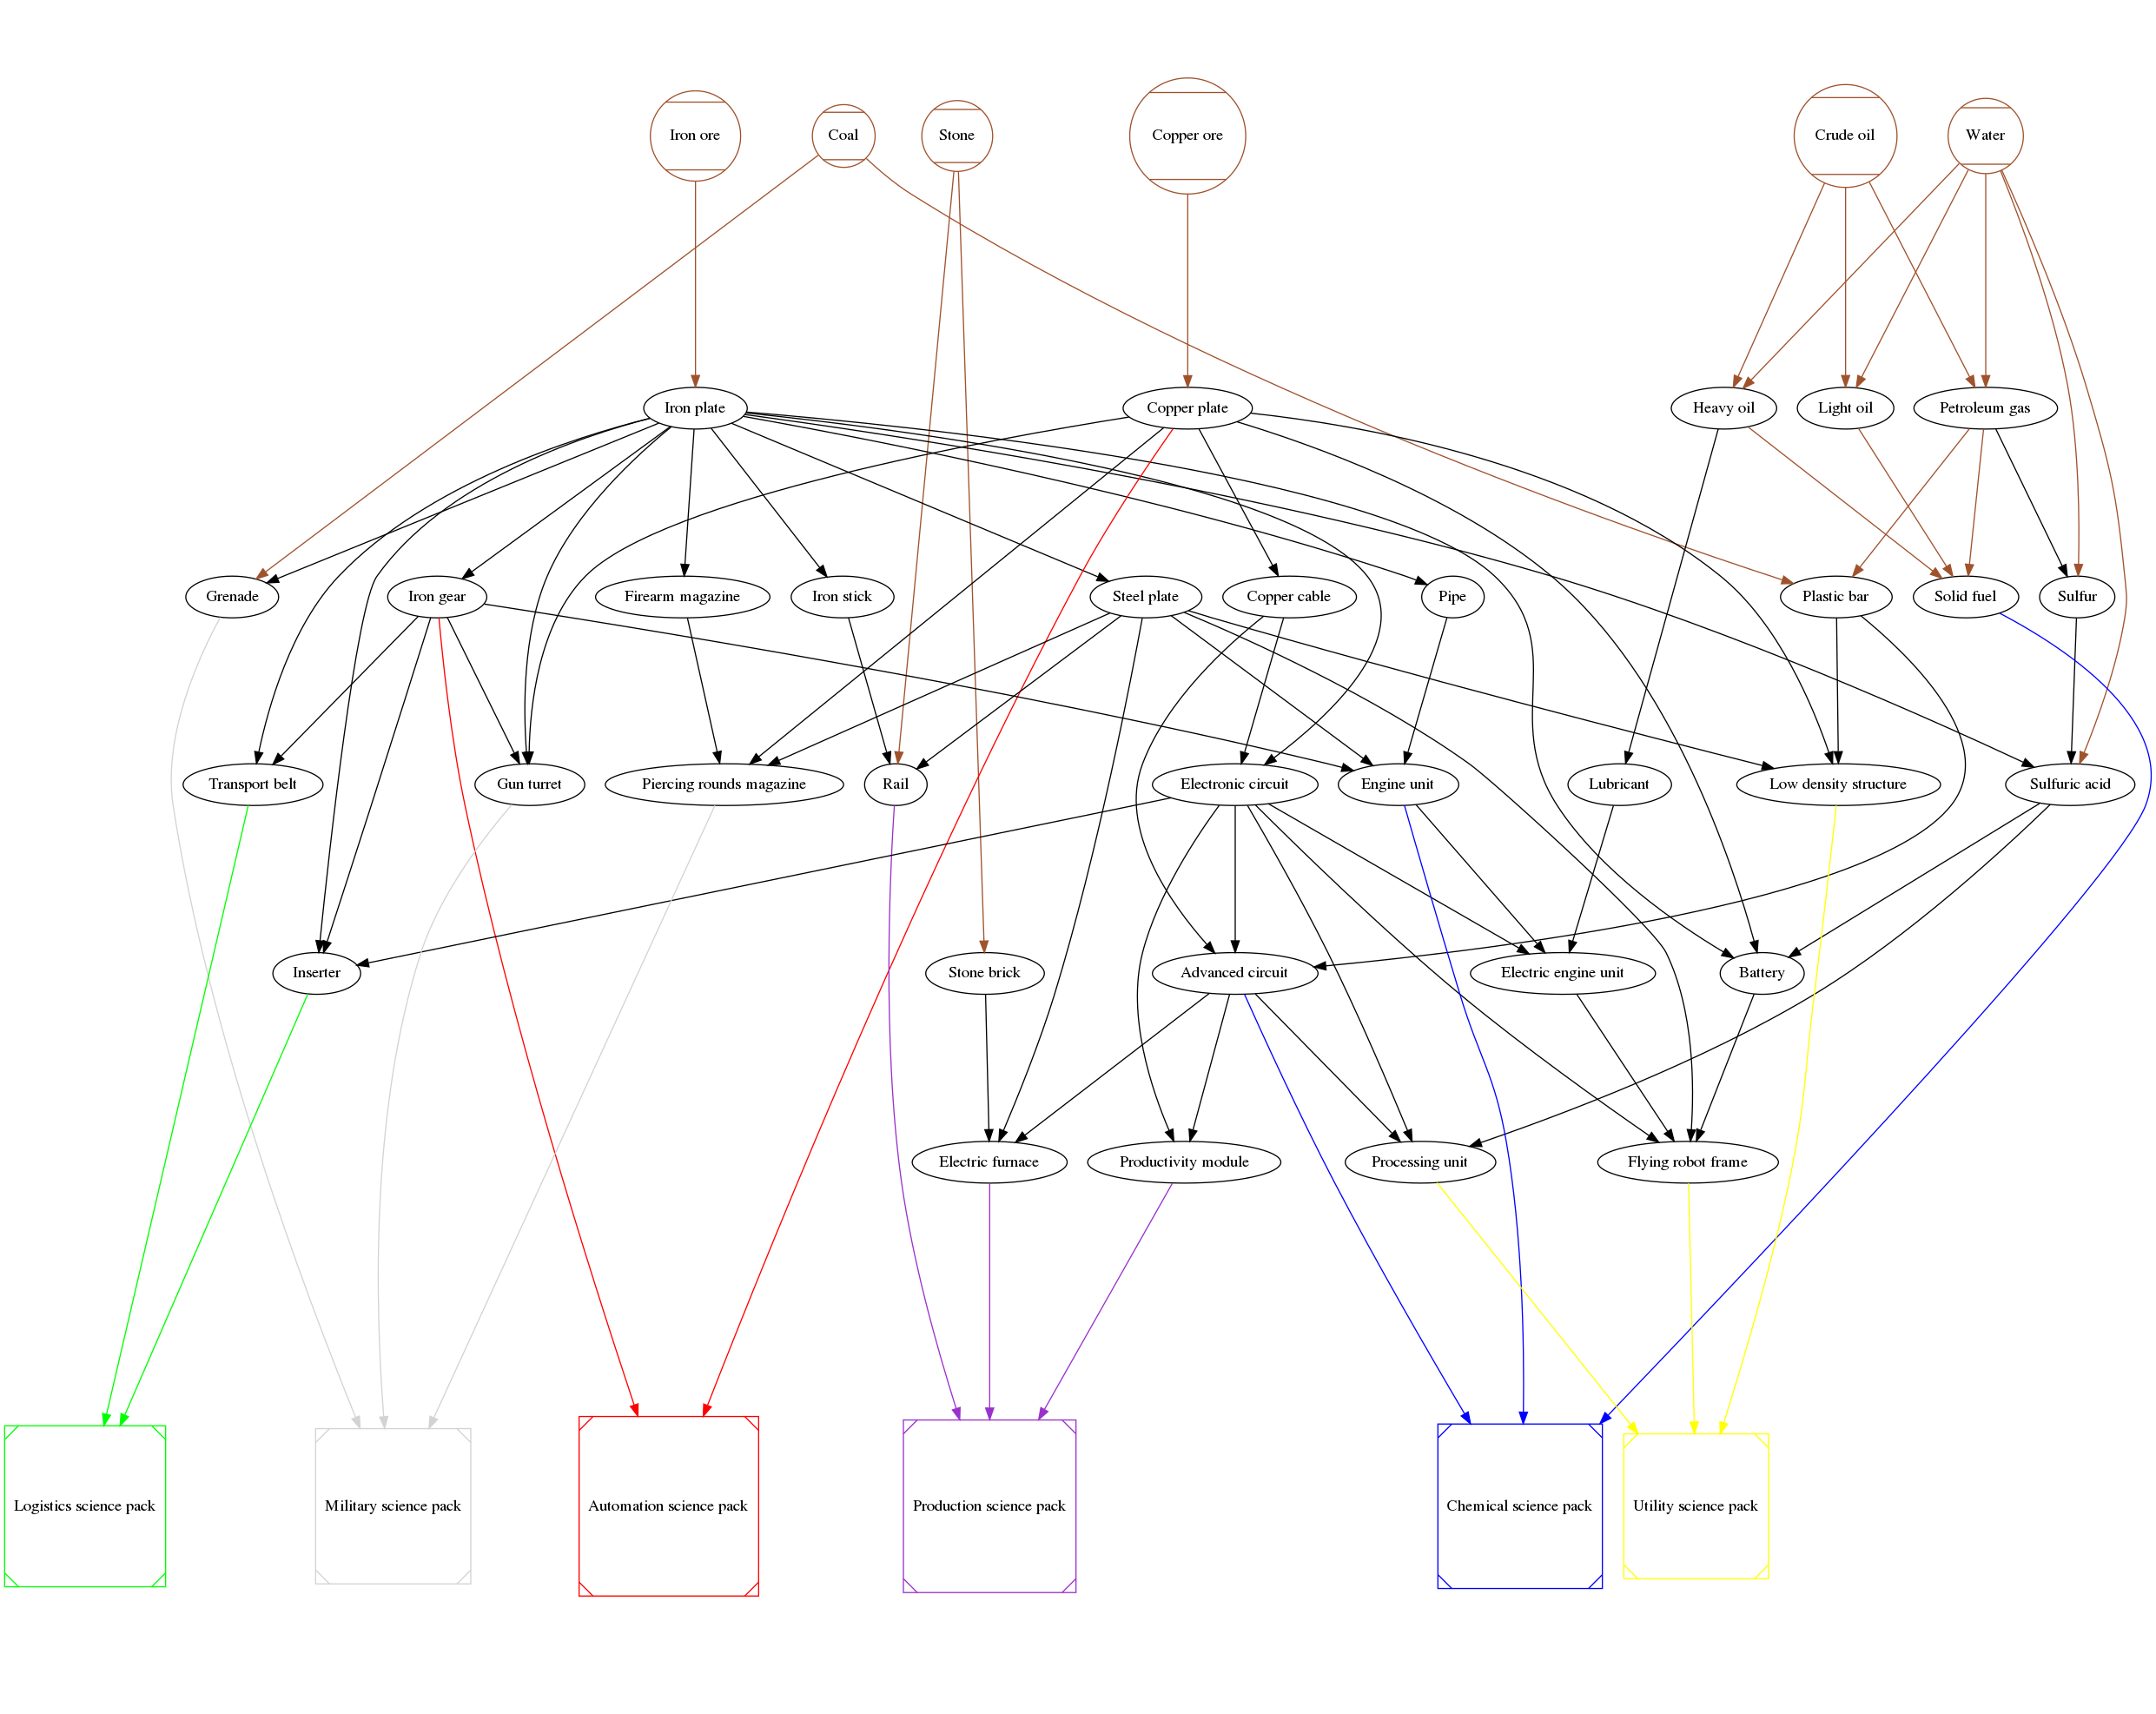 Iron ore
Coal
Stone
Copper ore
Crude oil
Water
Iron plate
Copper plate
Heavy oil
Light oil
Petroleum gas
Grenade
Iron gear
Firearm magazine
Iron stick
Steel plate
Copper cable
Pipe
Plastic bar
Solid fuel
Sulfur
Transport belt
Gun turret
Piercing rounds magazine
Rail
Electronic circuit
Engine unit
Lubricant
Low density structure
Sulfuric acid
Inserter
Stone brick
Advanced circuit
Electric engine unit
Battery
Electric furnace
Productivity module
Processing unit
Flying robot frame
Logistics science pack
Military science pack
Automation science pack
Production science pack
Chemical science pack
Utility science pack